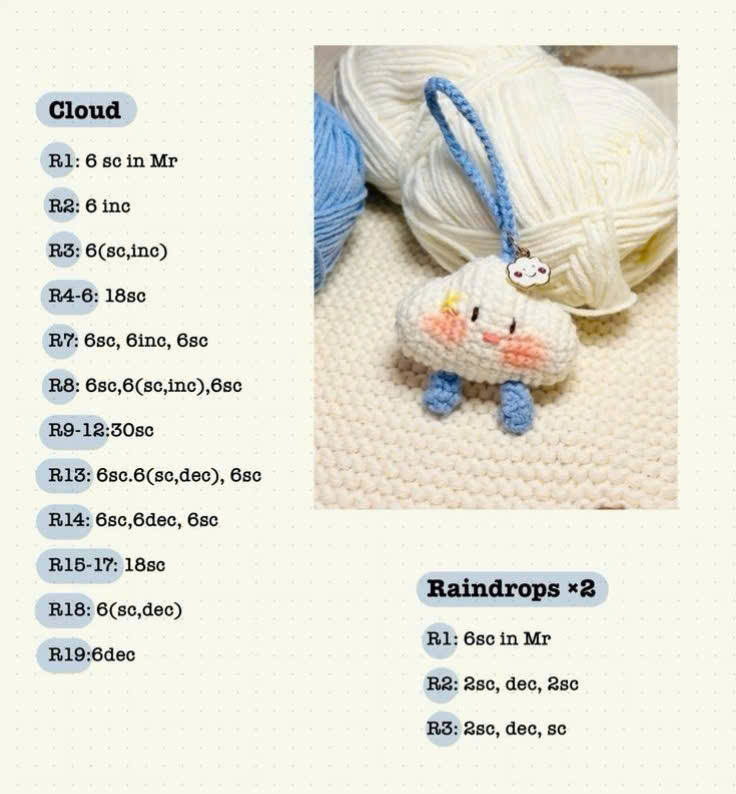 Cloud
R1: 6 sc in Mr
R2: 6 inc
R3: 6(sc,inc)
R4-6: 18sc
R7: 6sc, 6inc, 6sc
R8: 6sc,6(sc,inc),6sc
R9-12:30sc
R13: 6sc.6(sc,dec), 6sc
R14: 6sc,6dec, 6sc
R15-17: 18sc
R18: 6(sc,dec)
R19:6dec
Raindrops ×2
R1: 6sc in Mr
R2: 2sc, dec, 2sc
R3: 2sc, dec, sc